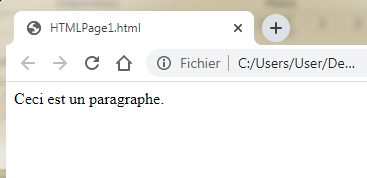 HTMLPage1.html
Fichier C:/Users/User/De...
Ceci est un paragraphe.